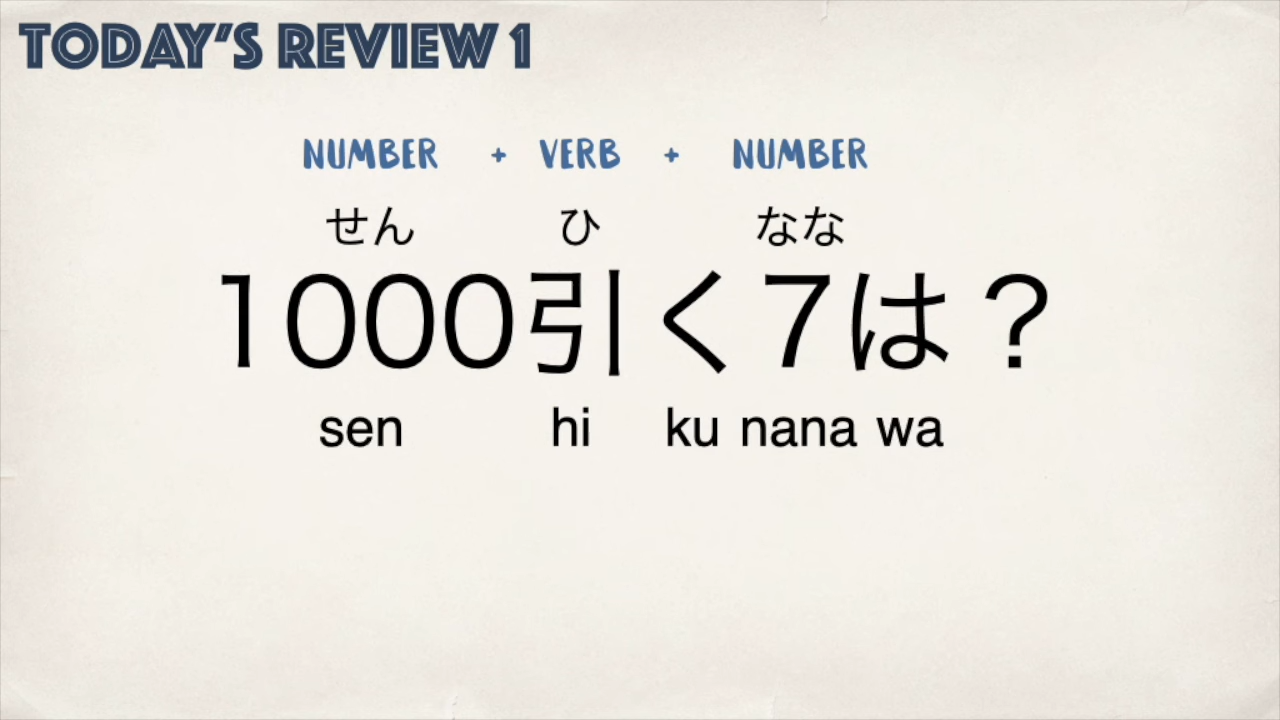 TODAY'S REVIEW 1
NUMBER + VERB + NUMBER
せん ひ なな
1000引く7は？
sen hi ku nana wa